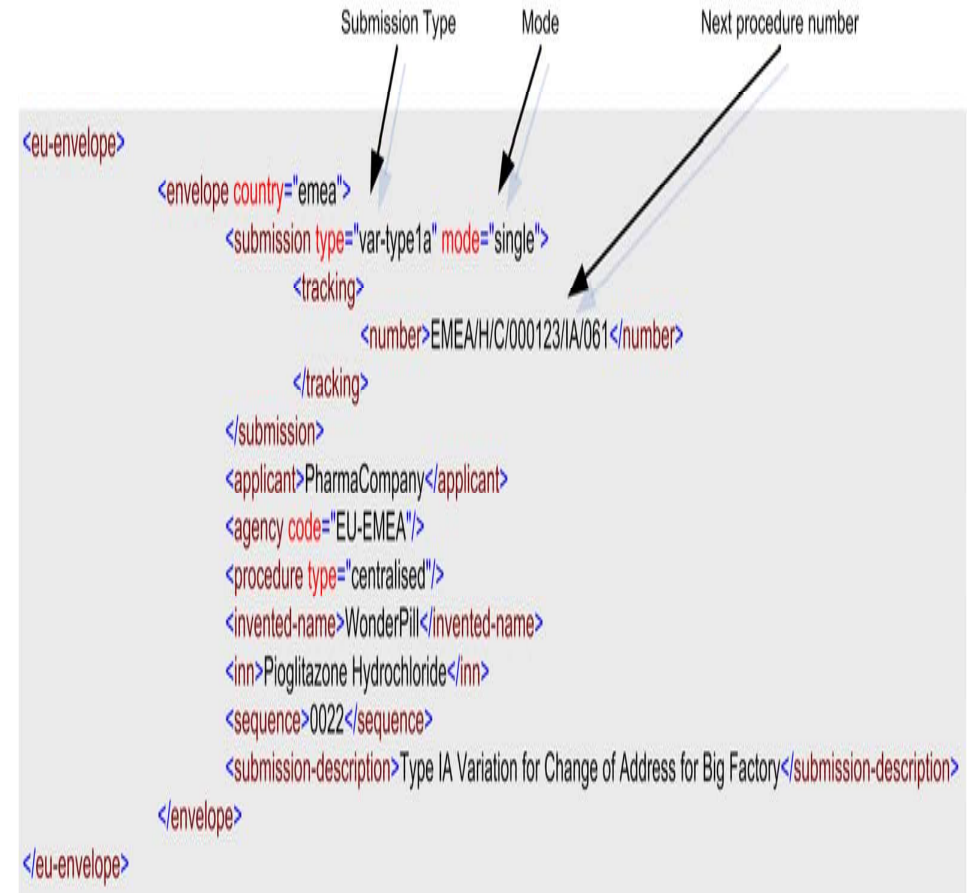 Submission Type Mode Next procedure number
<eu-envelope>
<envelope country="emea">
<submission type="var-type1a" mode="single">
<tracking>
<number>EMEA/H/C/000123/IA/061</number>
</tracking>
</submission>
<applicant>PharmaCompany</applicant>
<agency code="EU-EMEA"/>
<procedure type="centralised"/>
<invented-name>WonderPill</invented-name>
<inn>Pioglitazone Hydrochloride</inn>
<sequence>0022</sequence>
<submission-description>Type IA Variation for Change of Address for Big Factory</submission-description>
</envelope>
</eu-envelope>